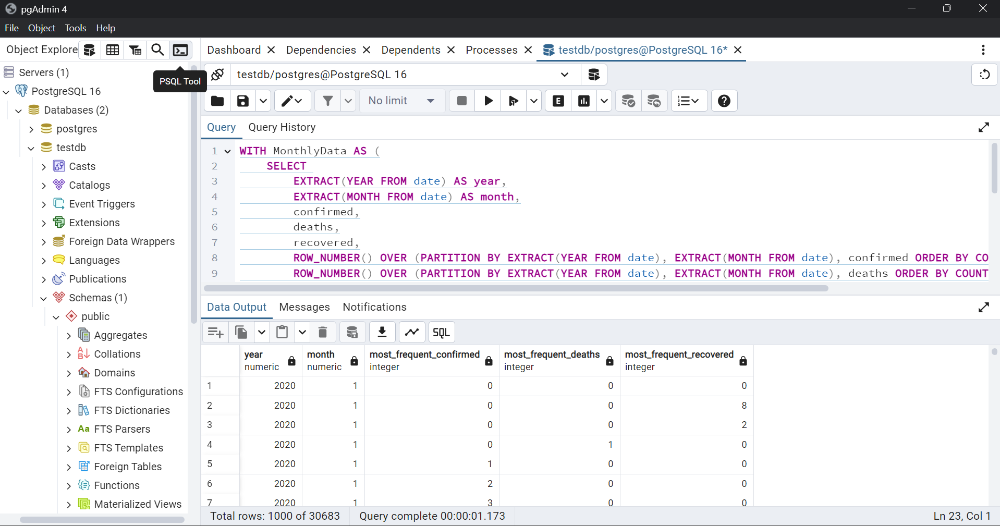 pgAdmin 4
File Object Tools Help
Object Explore
Dashboard Dependencies Dependents Processes testdb/postgres@PostgreSQL 16*
PSQL Tool
testdb/postgres@PostgreSQL 16
No limit
E
Query Query History
Servers (1)
PostgreSQL 16
Databases (2)
postgres
testdb
Casts
Catalogs
Event Triggers
Extensions
Foreign Data Wrappers
Languages
Publications
Schemas (1)
public
Aggregates
Collations
Domains
FTS Configurations
FTS Dictionaries
Aa FTS Parsers
FTS Templates
Foreign Tables
Functions
Materialized Views
1 WITH MonthlyData AS (
2 SELECT
3 EXTRACT(YEAR FROM date) AS year,
4 EXTRACT(MONTH FROM date) AS month,
5 confirmed,
6 deaths,
7 recovered,
8 ROW_NUMBER() OVER (PARTITION BY EXTRACT(YEAR FROM date), EXTRACT(MONTH FROM date), confirmed ORDER BY CO
9 ROW_NUMBER() OVER (PARTITION BY EXTRACT(YEAR FROM date), EXTRACT(MONTH FROM date), deaths ORDER BY COUNT
Data Output Messages Notifications
SQL
year month most_frequent_confirmed most_frequent_deaths most_frequent_recovered
numeric numeric integer integer integer
1 2020 1 0 0 0
2 2020 1 0 0 8
3 2020 1 0 0 2
4 2020 1 0 1 0
5 2020 1 1 0 0
6 2020 1 2 0 0
7 2020 1 3 0 0
Total rows: 1000 of 30683 Query complete 00:00:01.173 Ln 23, Col 1